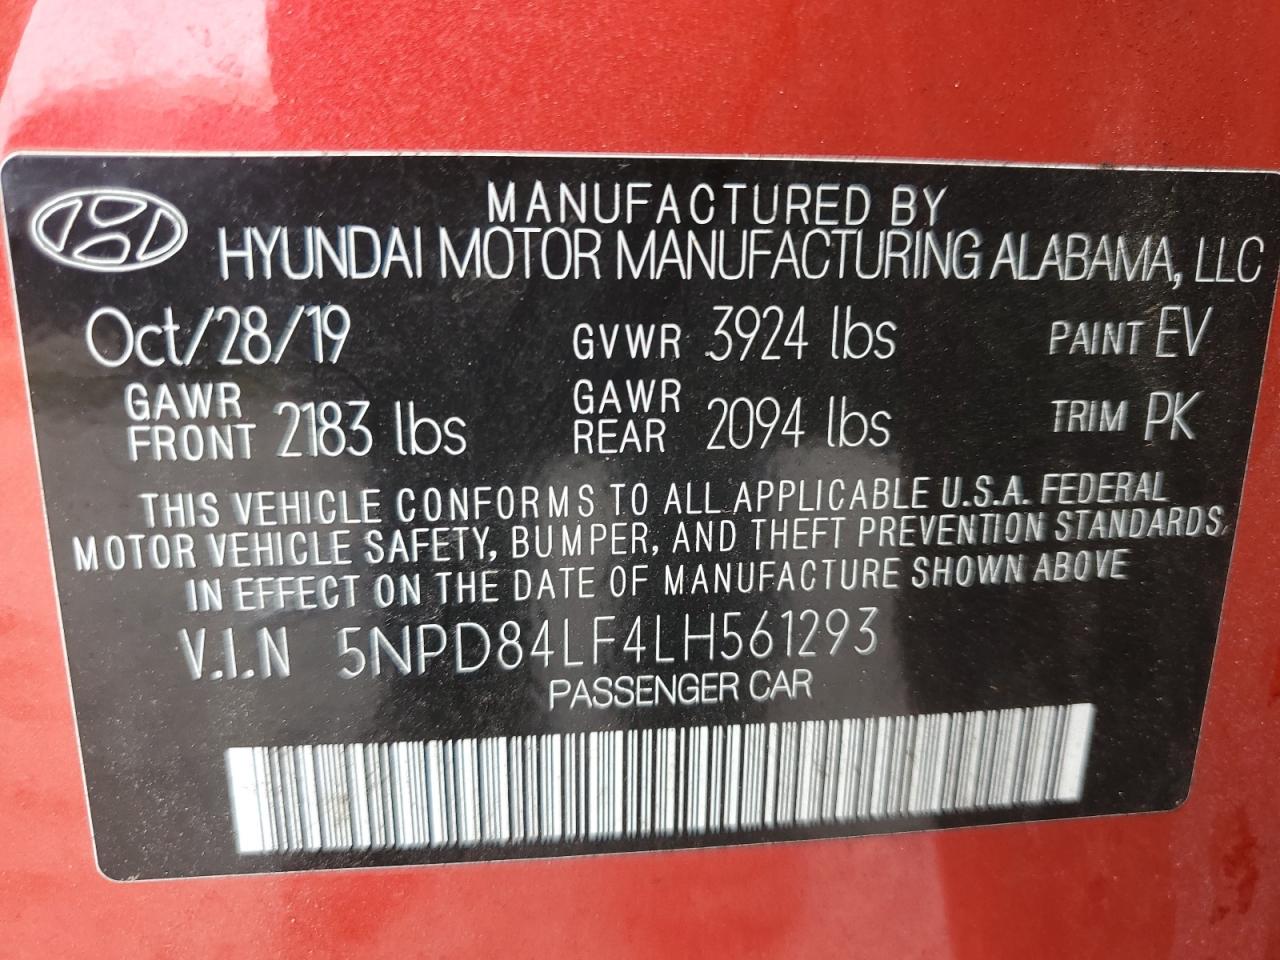 MANUFACTURED BY
HYUNDAI MOTOR MANUFACTURING ALABAMA, LLC
Oct/28/19 GVWR 3924 lbs PAINT EV
GAWR FRONT 2183 lbs GAWR REAR 2094 lbs TRIM PK
THIS VEHICLE CONFORMS TO ALL APPLICABLE U.S.A. FEDERAL
MOTOR VEHICLE SAFETY, BUMPER, AND THEFT PREVENTION STANDARDS
IN EFFECT ON THE DATE OF MANUFACTURE SHOWN ABOVE
V.I.N 5NPD84LF4LH561293
PASSENGER CAR